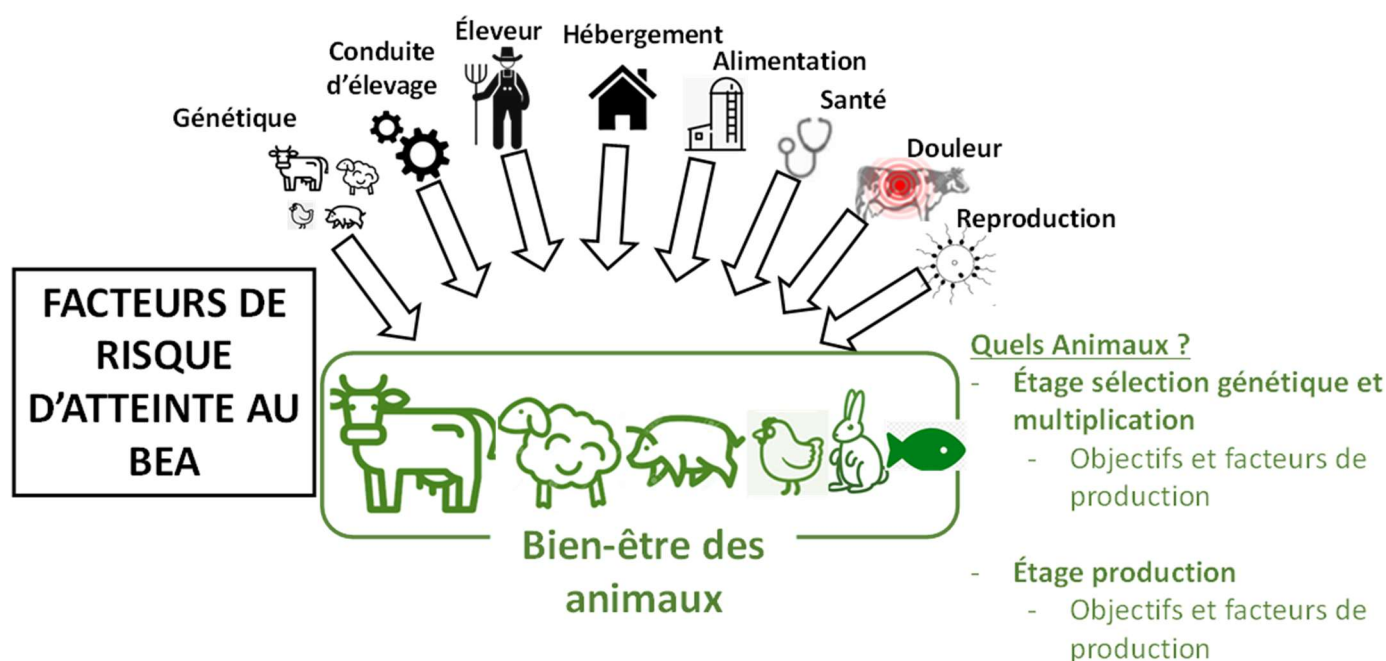 Génétique
Conduite
d'élevage
Éleveur
Hébergement
Alimentation
Santé
Douleur
Reproduction
FACTEURS DE
RISQUE
D'ATTEINTE AU
BEA
Bien-être des
animaux
Quels Animaux ?
- Étage sélection génétique et
multiplication
- Objectifs et facteurs de
production
- Étage production
- Objectifs et facteurs de
production